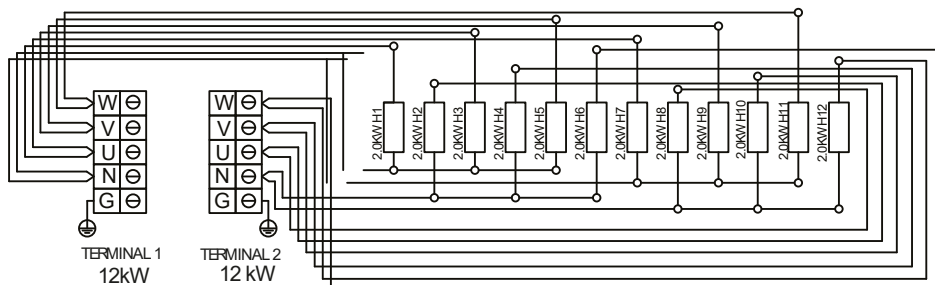 W
V
U
N
G
TERMINAL 1
12kW
W
V
U
N
G
TERMINAL 2
12 kW
2.0KW H1
2.0KW H2
2.0KW H3
2.0KW H4
2.0KW H5
2.0KW H6
2.0KW H7
2.0KW H8
2.0KW H9
2.0KW H10
2.0KW H11
2.0KW H12